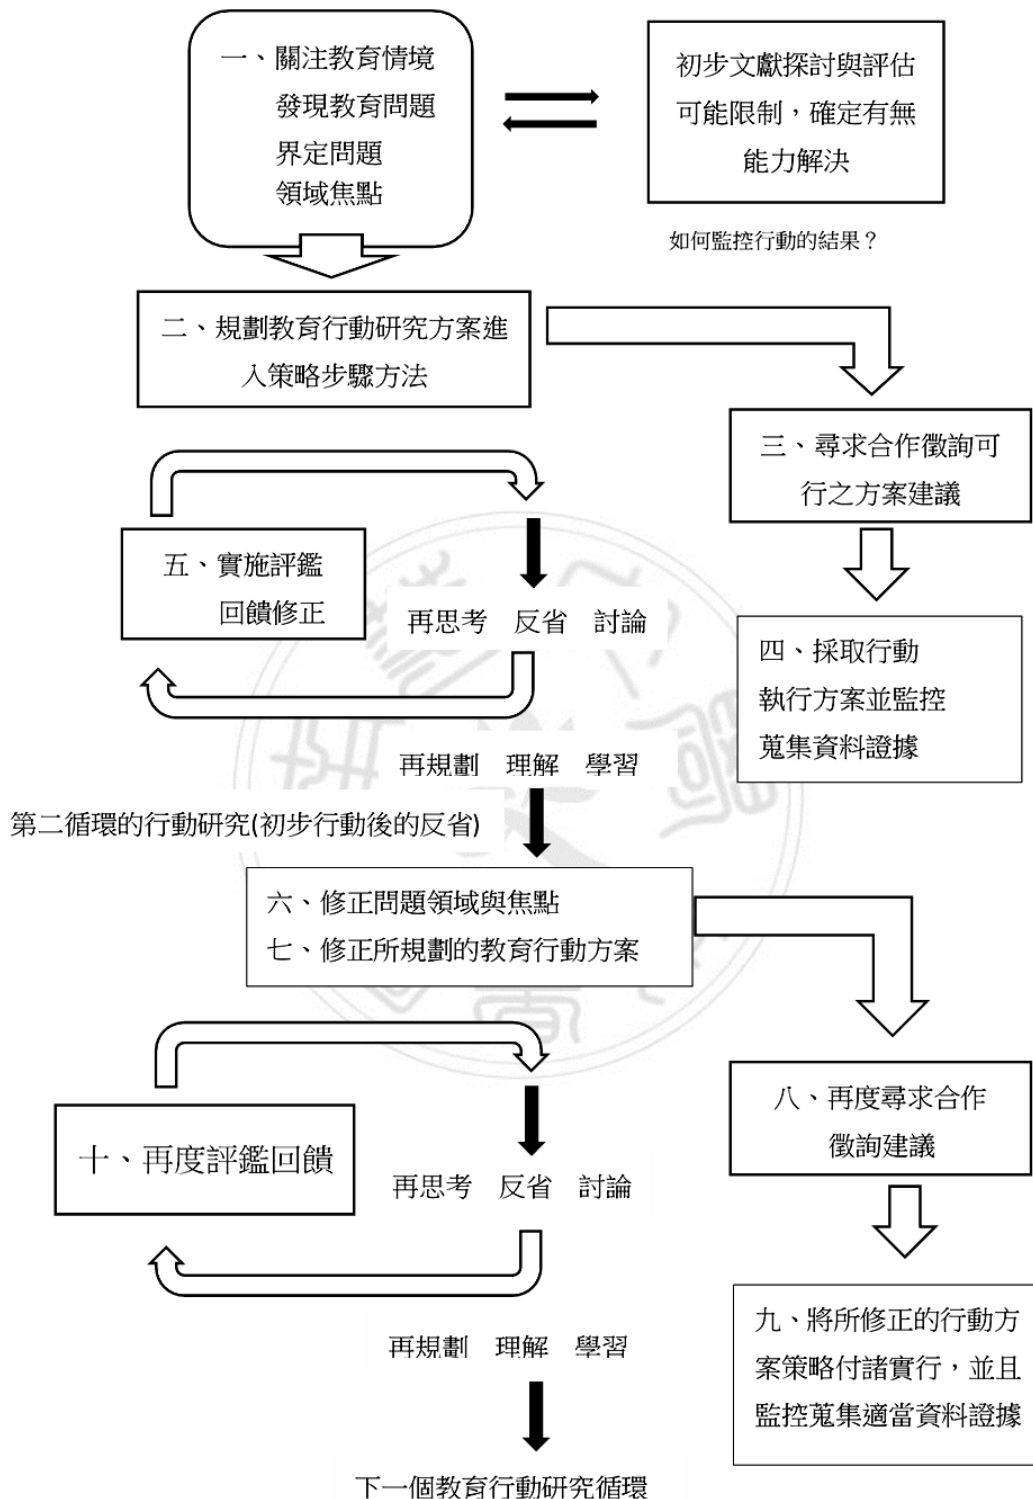 一、關注教育情境
發現教育問題
界定問題
領域焦點
初步文獻探討與評估
可能限制，確定有無
能力解決
如何監控行動的結果？
二、規劃教育行動研究方案進
入策略步驟方法
三、尋求合作徵詢可
行之方案建議
四、採取行動
執行方案並監控
蒐集資料證據
五、實施評鑑
回饋修正
再思考　反省　討論
再規劃　理解　學習
第二循環的行動研究(初步行動後的反省)
六、修正問題領域與焦點
七、修正所規劃的教育行動方案
八、再度尋求合作
徵詢建議
九、將所修正的行動方
案策略付諸實行，並且
監控蒐集適當資料證據
十、再度評鑑回饋
再思考　反省　討論
再規劃　理解　學習
下一個教育行動研究循環